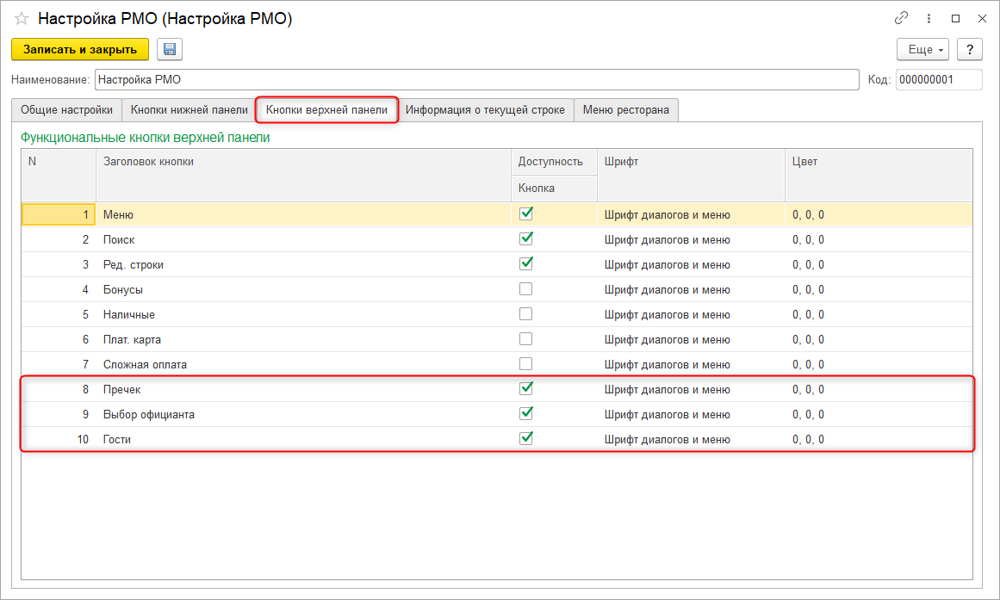 Настройка РМО (Настройка РМО)
Записать и закрыть Еще ?
Наименование: Настройка РМО Код: 000000001
Общие настройки Кнопки нижней панели Кнопки верхней панели Информация о текущей строке Меню ресторана
Функциональные кнопки верхней панели
N Заголовок кнопки Доступность Шрифт Цвет
Кнопка
1 Меню Шрифт диалогов и меню 0, 0, 0
2 Поиск Шрифт диалогов и меню 0, 0, 0
3 Ред. строки Шрифт диалогов и меню 0, 0, 0
4 Бонусы Шрифт диалогов и меню 0, 0, 0
5 Наличные Шрифт диалогов и меню 0, 0, 0
6 Плат. карта Шрифт диалогов и меню 0, 0, 0
7 Сложная оплата Шрифт диалогов и меню 0, 0, 0
8 Пречек Шрифт диалогов и меню 0, 0, 0
9 Выбор официанта Шрифт диалогов и меню 0, 0, 0
10 Гости Шрифт диалогов и меню 0, 0, 0